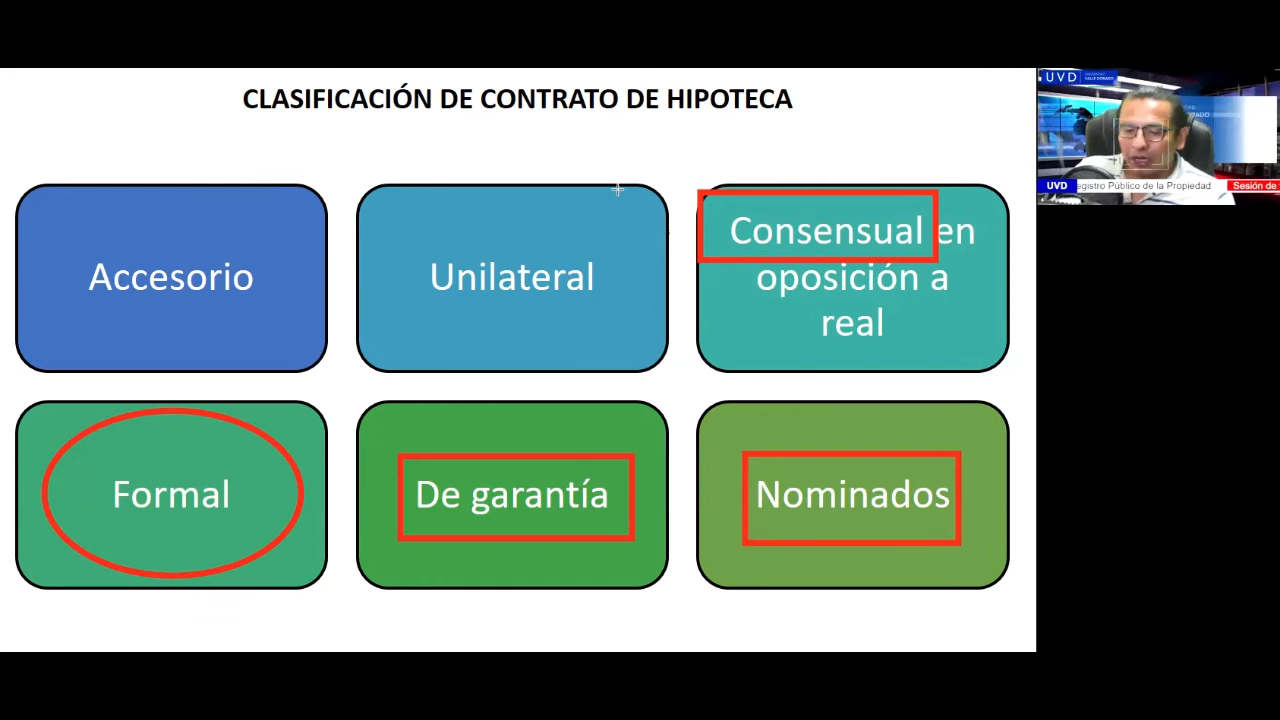 CLASIFICACIÓN DE CONTRATO DE HIPOTECA
Accesorio
Unilateral
Consensual en
oposición a
real
Formal
De garantía
Nominados
UVD
UVD
egistro Público de la Propiedad
Sesión de